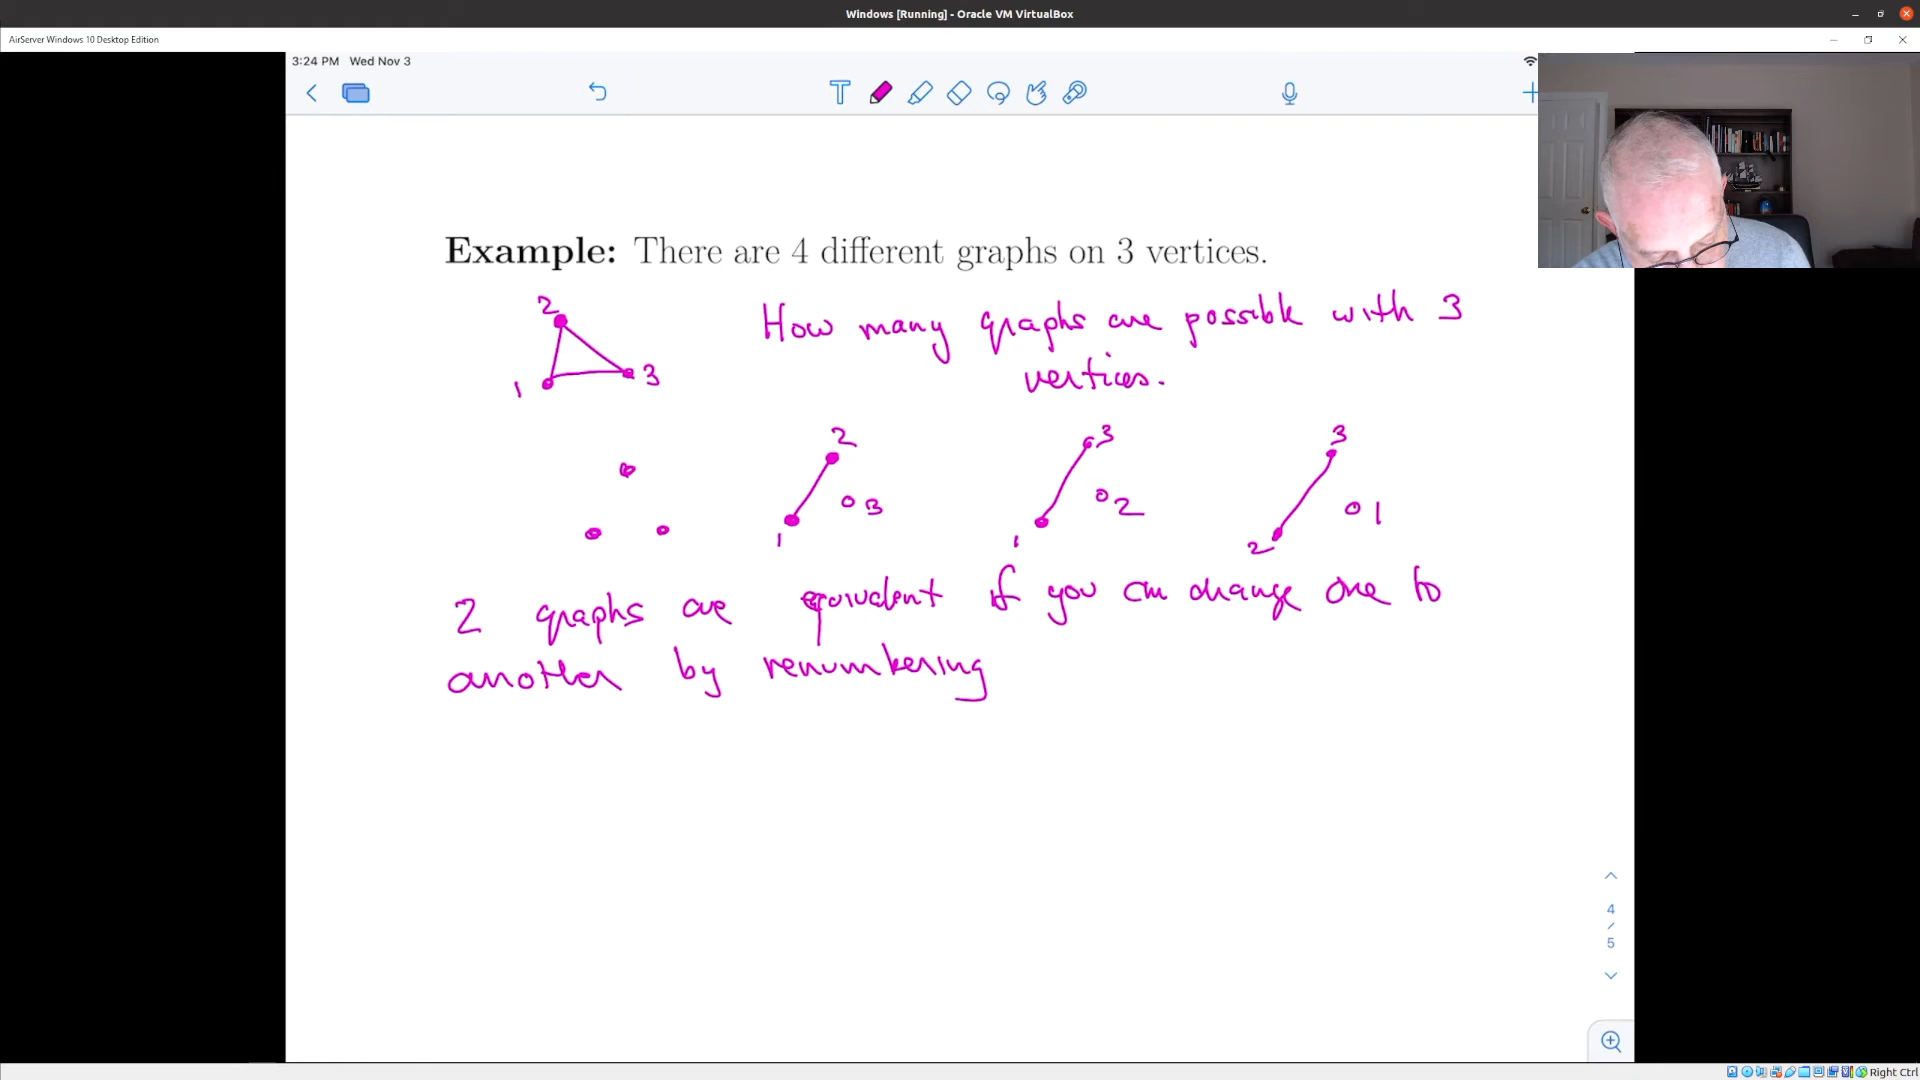 Windows [Running] - Oracle VM VirtualBox
AirServer Windows 10 Desktop Edition
3:24 PM Wed Nov 3
T
Example: There are 4 different graphs on 3 vertices.
2
1
3
How many graphs are possible with 3
vertices.
2
3
1
3
2
1
3
1
2
2 graphs are equivalent if you can change one to
another by renumbering
4
/
5
Right Ctrl